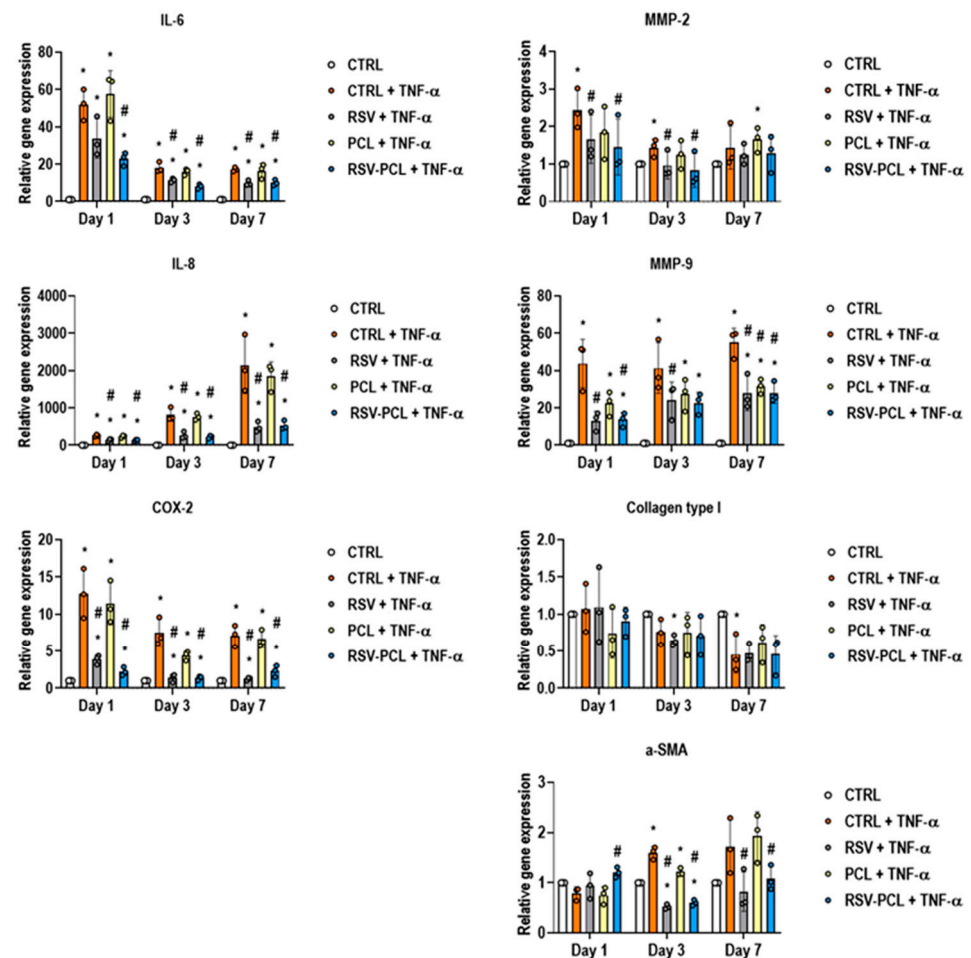 IL-6
Relative gene expression
80
60
40
20
0
* * * # * * # * * # * * # * * # *
Day 1 Day 3 Day 7
CTRL
CTRL + TNF-α
RSV + TNF-α
PCL + TNF-α
RSV-PCL + TNF-α
MMP-2
Relative gene expression
4
3
2
1
0
* # # * # # *
Day 1 Day 3 Day 7
CTRL
CTRL + TNF-α
RSV + TNF-α
PCL + TNF-α
RSV-PCL + TNF-α
IL-8
Relative gene expression
4000
3000
2000
1000
0
* # * * # * * # * * # * * # * * # *
Day 1 Day 3 Day 7
CTRL
CTRL + TNF-α
RSV + TNF-α
PCL + TNF-α
RSV-PCL + TNF-α
MMP-9
Relative gene expression
80
60
40
20
0
* # * # * * # * * * # * # * # *
Day 1 Day 3 Day 7
CTRL
CTRL + TNF-α
RSV + TNF-α
PCL + TNF-α
RSV-PCL + TNF-α
COX-2
Relative gene expression
20
15
10
5
0
* # * * # * * # * * # * * # * # *
Day 1 Day 3 Day 7
CTRL
CTRL + TNF-α
RSV + TNF-α
PCL + TNF-α
RSV-PCL + TNF-α
Collagen type I
Relative gene expression
2.0
1.5
1.0
0.5
0.0
* *
Day 1 Day 3 Day 7
CTRL
CTRL + TNF-α
RSV + TNF-α
PCL + TNF-α
RSV-PCL + TNF-α
a-SMA
Relative gene expression
3
2
1
0
# * # * * # * # #
Day 1 Day 3 Day 7
CTRL
CTRL + TNF-α
RSV + TNF-α
PCL + TNF-α
RSV-PCL + TNF-α